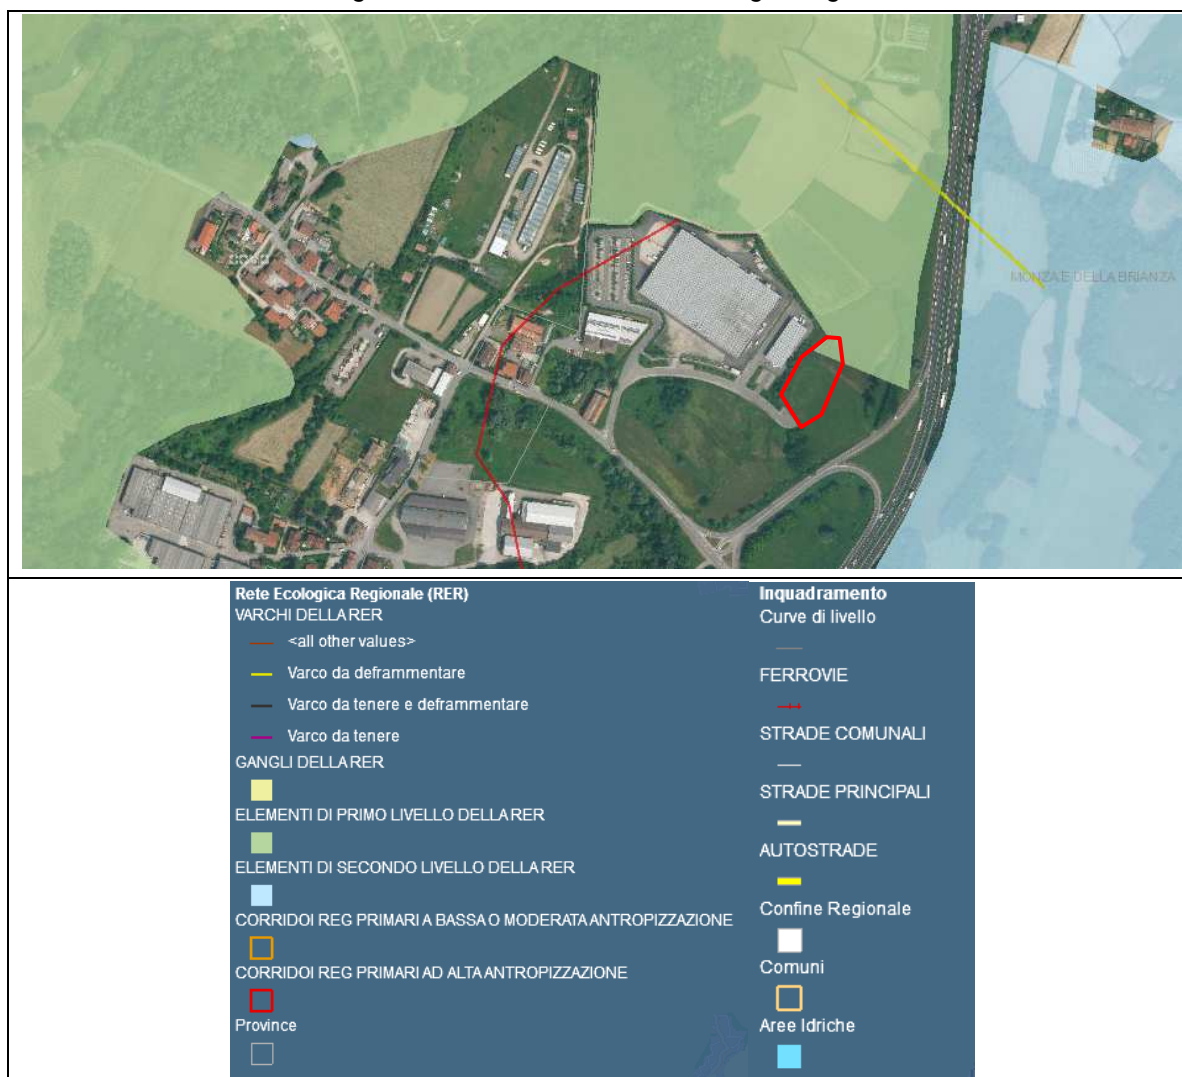 MONZA E DELLA BRIANZA
Rete Ecologica Regionale (RER)
VARCHI DELLA RER
<all other values>
Varco da deframmentare
Varco da tenere e deframmentare
Varco da tenere
GANGLI DELLA RER
ELEMENTI DI PRIMO LIVELLO DELLA RER
ELEMENTI DI SECONDO LIVELLO DELLA RER
CORRIDOI REG PRIMARI A BASSA O MODERATA ANTROPIZZAZIONE
CORRIDOI REG PRIMARI AD ALTA ANTROPIZZAZIONE
Province
Inquadramento
Curve di livello
FERROVIE
STRADE COMUNALI
STRADE PRINCIPALI
AUTOSTRADE
Confine Regionale
Comuni
Aree Idriche